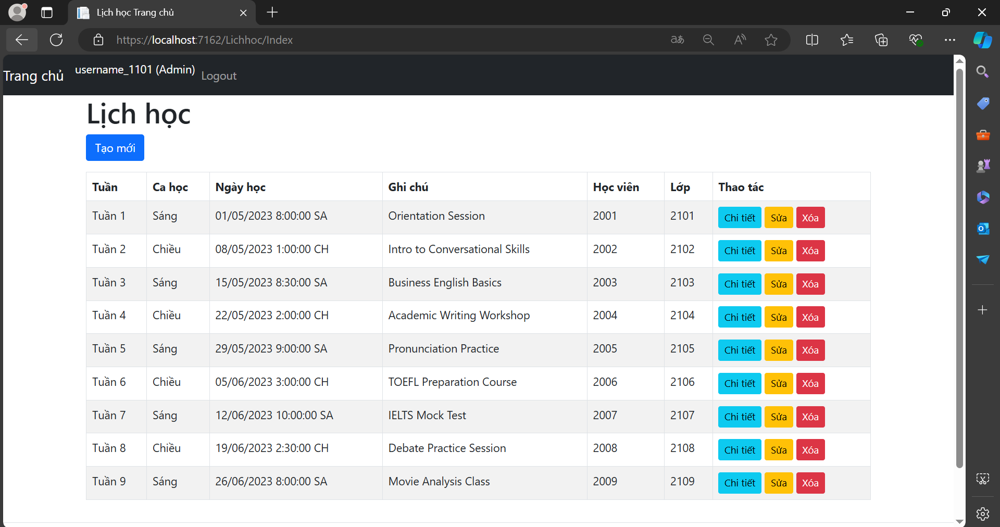 Lịch học Trang chủ
https://localhost:7162/Lichhoc/Index
Trang chủ username_1101 (Admin) Logout
Lịch học
Tạo mới
Tuần Ca học Ngày học Ghi chú Học viên Lớp Thao tác
Tuần 1 Sáng 01/05/2023 8:00:00 SA Orientation Session 2001 2101 Chi tiết Sửa Xóa
Tuần 2 Chiều 08/05/2023 1:00:00 CH Intro to Conversational Skills 2002 2102 Chi tiết Sửa Xóa
Tuần 3 Sáng 15/05/2023 8:30:00 SA Business English Basics 2003 2103 Chi tiết Sửa Xóa
Tuần 4 Chiều 22/05/2023 2:00:00 CH Academic Writing Workshop 2004 2104 Chi tiết Sửa Xóa
Tuần 5 Sáng 29/05/2023 9:00:00 SA Pronunciation Practice 2005 2105 Chi tiết Sửa Xóa
Tuần 6 Chiều 05/06/2023 3:00:00 CH TOEFL Preparation Course 2006 2106 Chi tiết Sửa Xóa
Tuần 7 Sáng 12/06/2023 10:00:00 SA IELTS Mock Test 2007 2107 Chi tiết Sửa Xóa
Tuần 8 Chiều 19/06/2023 2:30:00 CH Debate Practice Session 2008 2108 Chi tiết Sửa Xóa
Tuần 9 Sáng 26/06/2023 8:00:00 SA Movie Analysis Class 2009 2109 Chi tiết Sửa Xóa